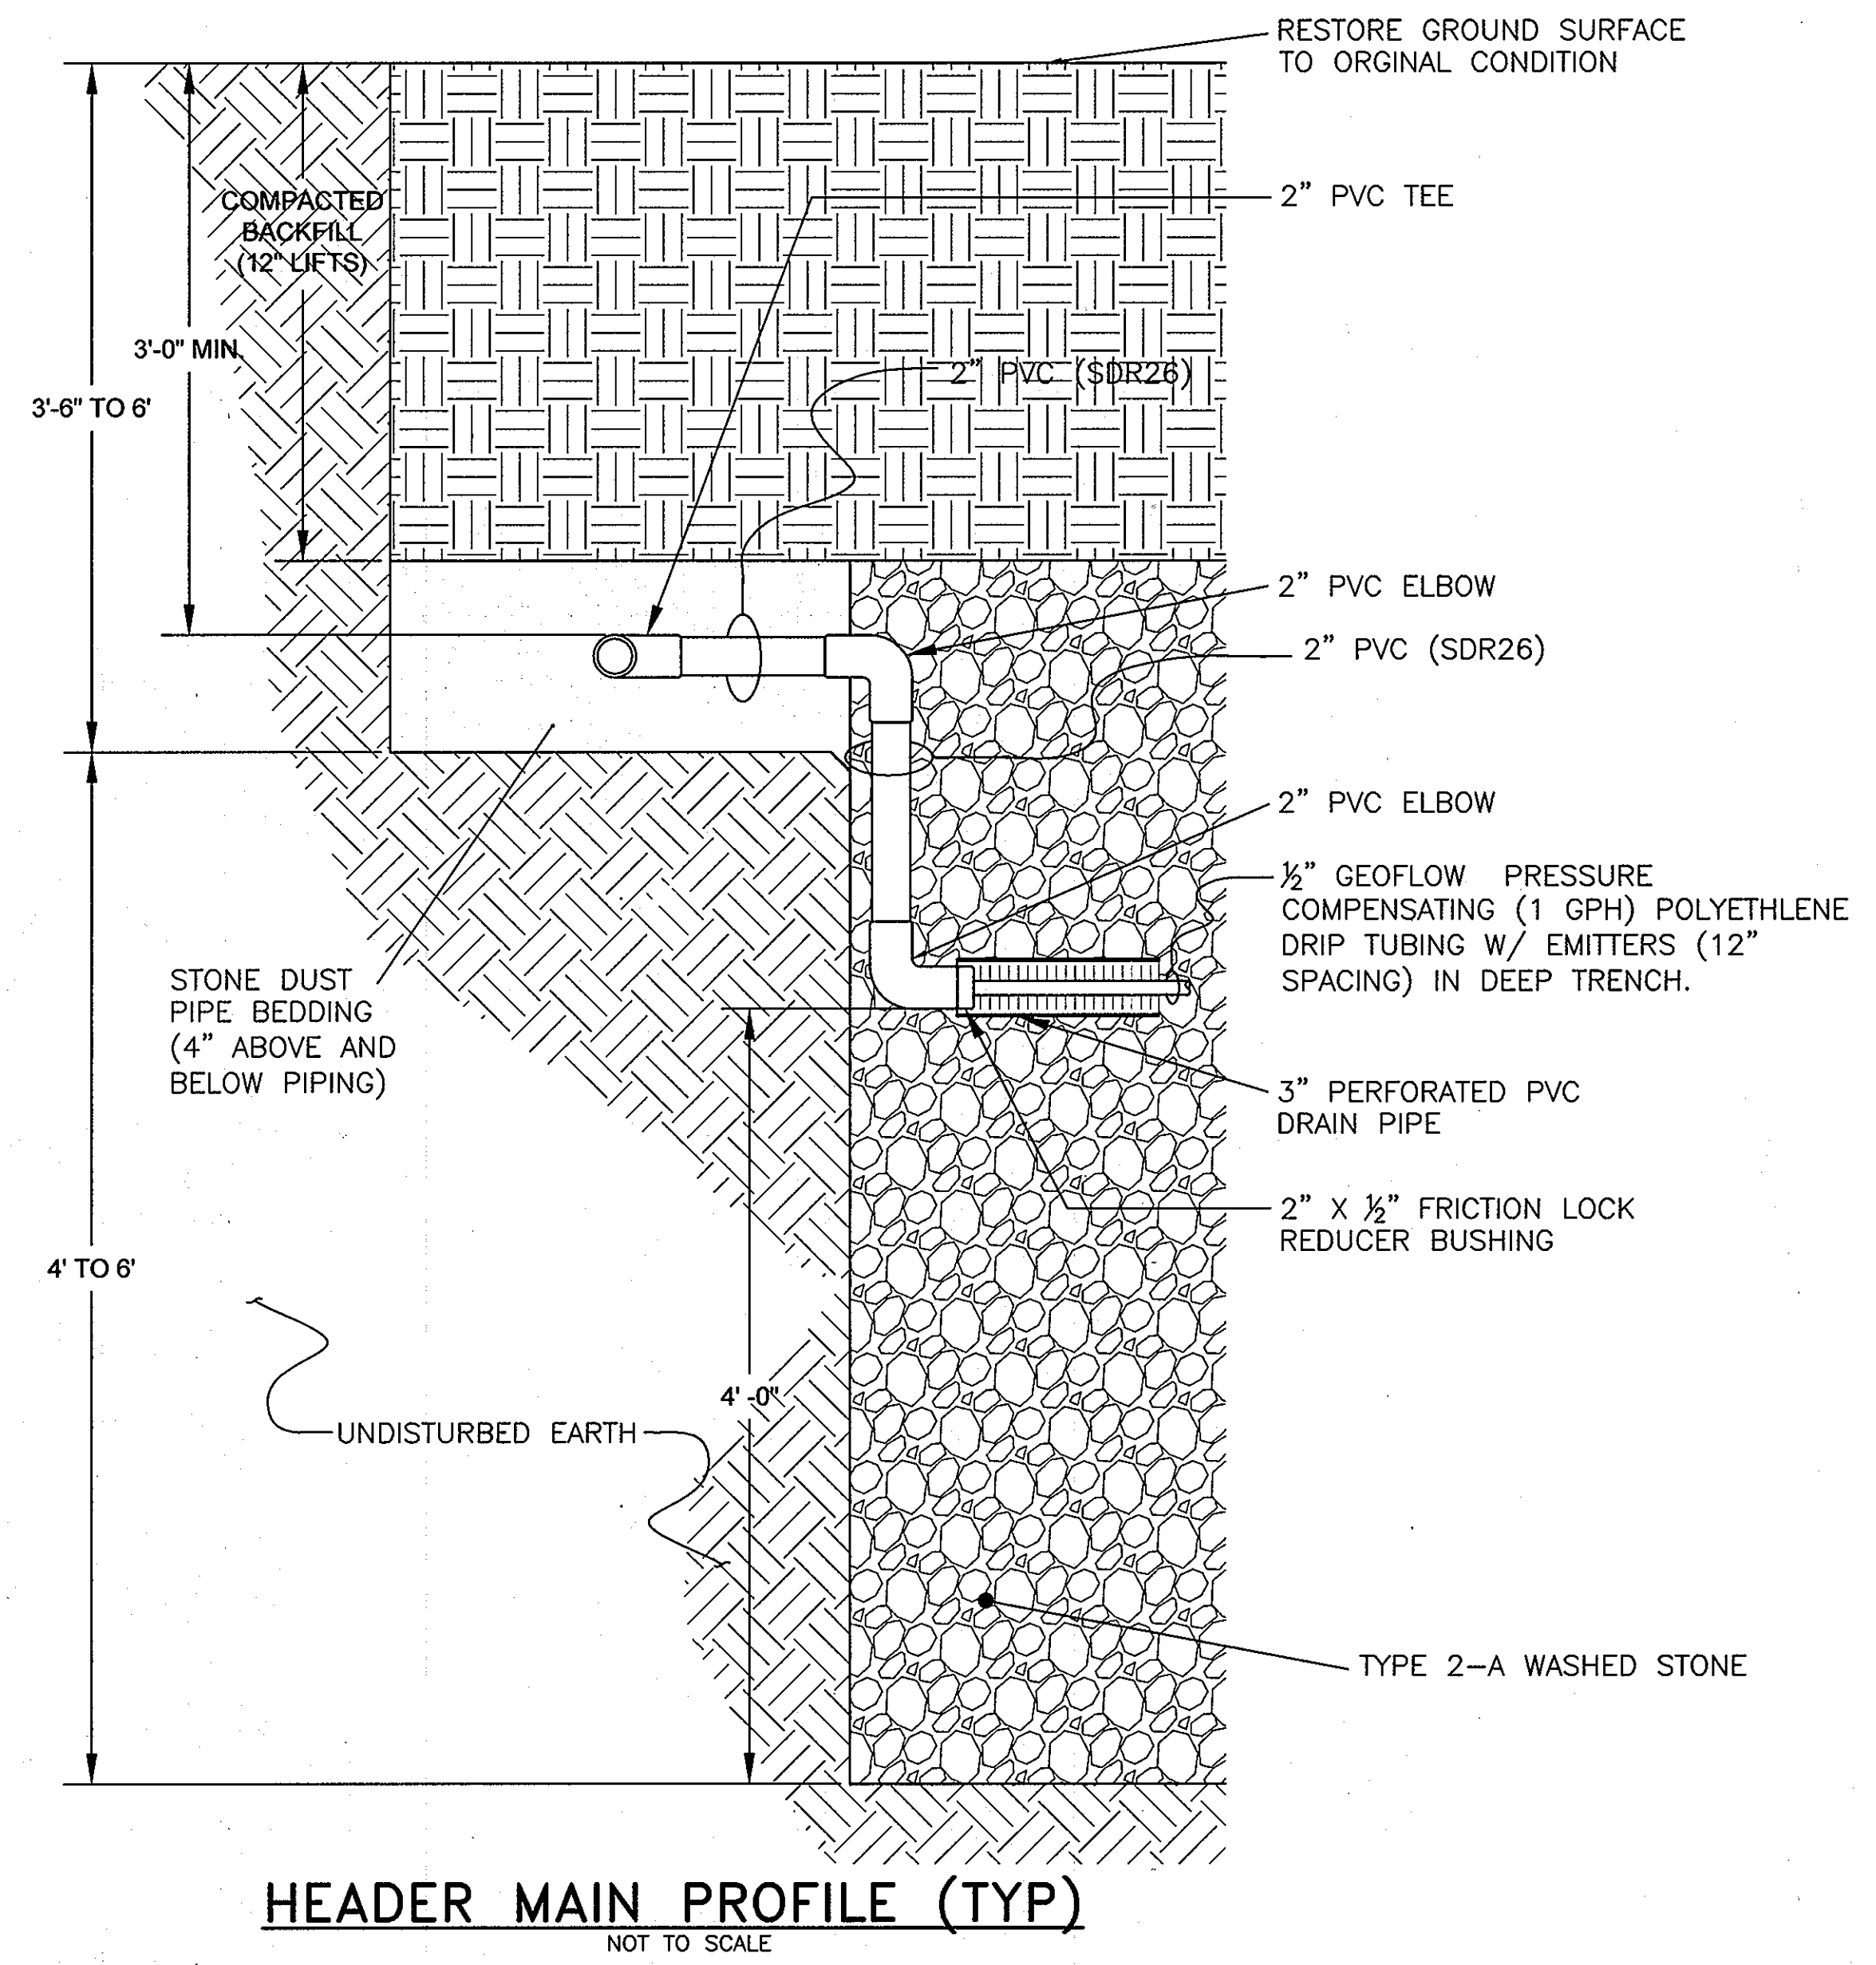 RESTORE GROUND SURFACE
TO ORGINAL CONDITION
2" PVC TEE
COMPACTED
BACKFILL
(12" LIFTS)
3'-0" MIN.
3'-6" TO 6'
2" PVC (SDR26)
2" PVC ELBOW
2" PVC (SDR26)
2" PVC ELBOW
½" GEOFLOW PRESSURE
COMPENSATING (1 GPH) POLYETHLENE
DRIP TUBING W/ EMITTERS (12"
SPACING) IN DEEP TRENCH.
STONE DUST
PIPE BEDDING
(4" ABOVE AND
BELOW PIPING)
3" PERFORATED PVC
DRAIN PIPE
2" X ½" FRICTION LOCK
REDUCER BUSHING
4' TO 6'
4' -0"
UNDISTURBED EARTH
TYPE 2-A WASHED STONE
HEADER MAIN PROFILE (TYP)
NOT TO SCALE